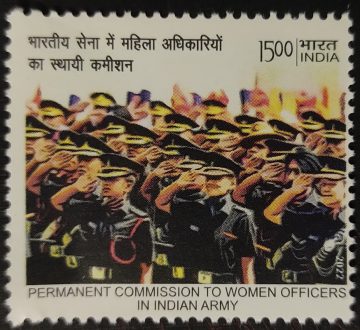 भारतीय सेना में महिला अधिकारियों
का स्थायी कमीशन
1500 भारत
INDIA
2022
PERMANENT COMMISSION TO WOMEN OFFICERS
IN INDIAN ARMY